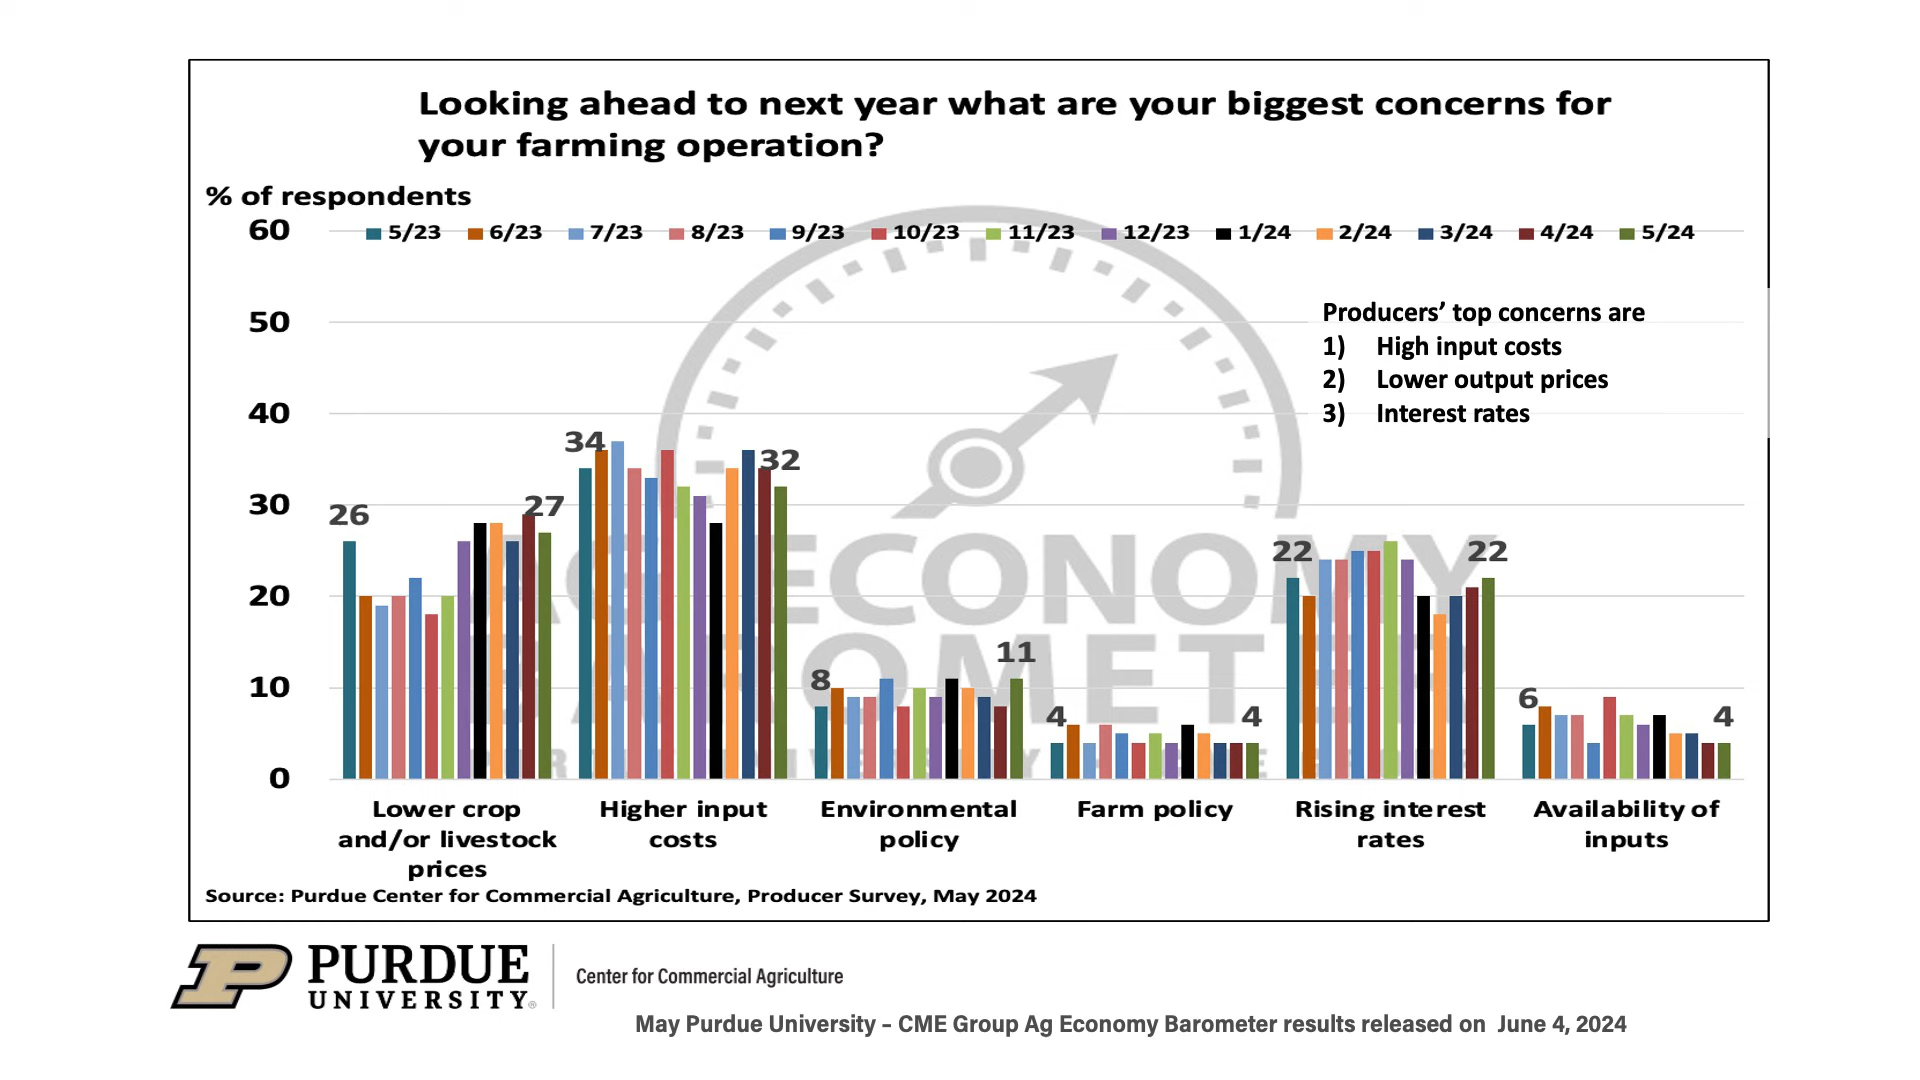 Looking ahead to next year what are your biggest concerns for
your farming operation?
% of respondents
60
5/23 6/23 7/23 8/23 9/23 10/23 11/23 12/23 1/24 2/24 3/24 4/24 5/24
Producers’ top concerns are
1) High input costs
2) Lower output prices
3) Interest rates
50
40
30
20
10
0
26
27
34
32
8
11
4
4
22
22
6
4
ECONOMY
Lower crop
and/or livestock
prices
Higher input
costs
Environmental
policy
Farm policy
Rising interest
rates
Availability of
inputs
Source: Purdue Center for Commercial Agriculture, Producer Survey, May 2024
P
PURDUE
UNIVERSITY®
Center for Commercial Agriculture
May Purdue University – CME Group Ag Economy Barometer results released on June 4, 2024